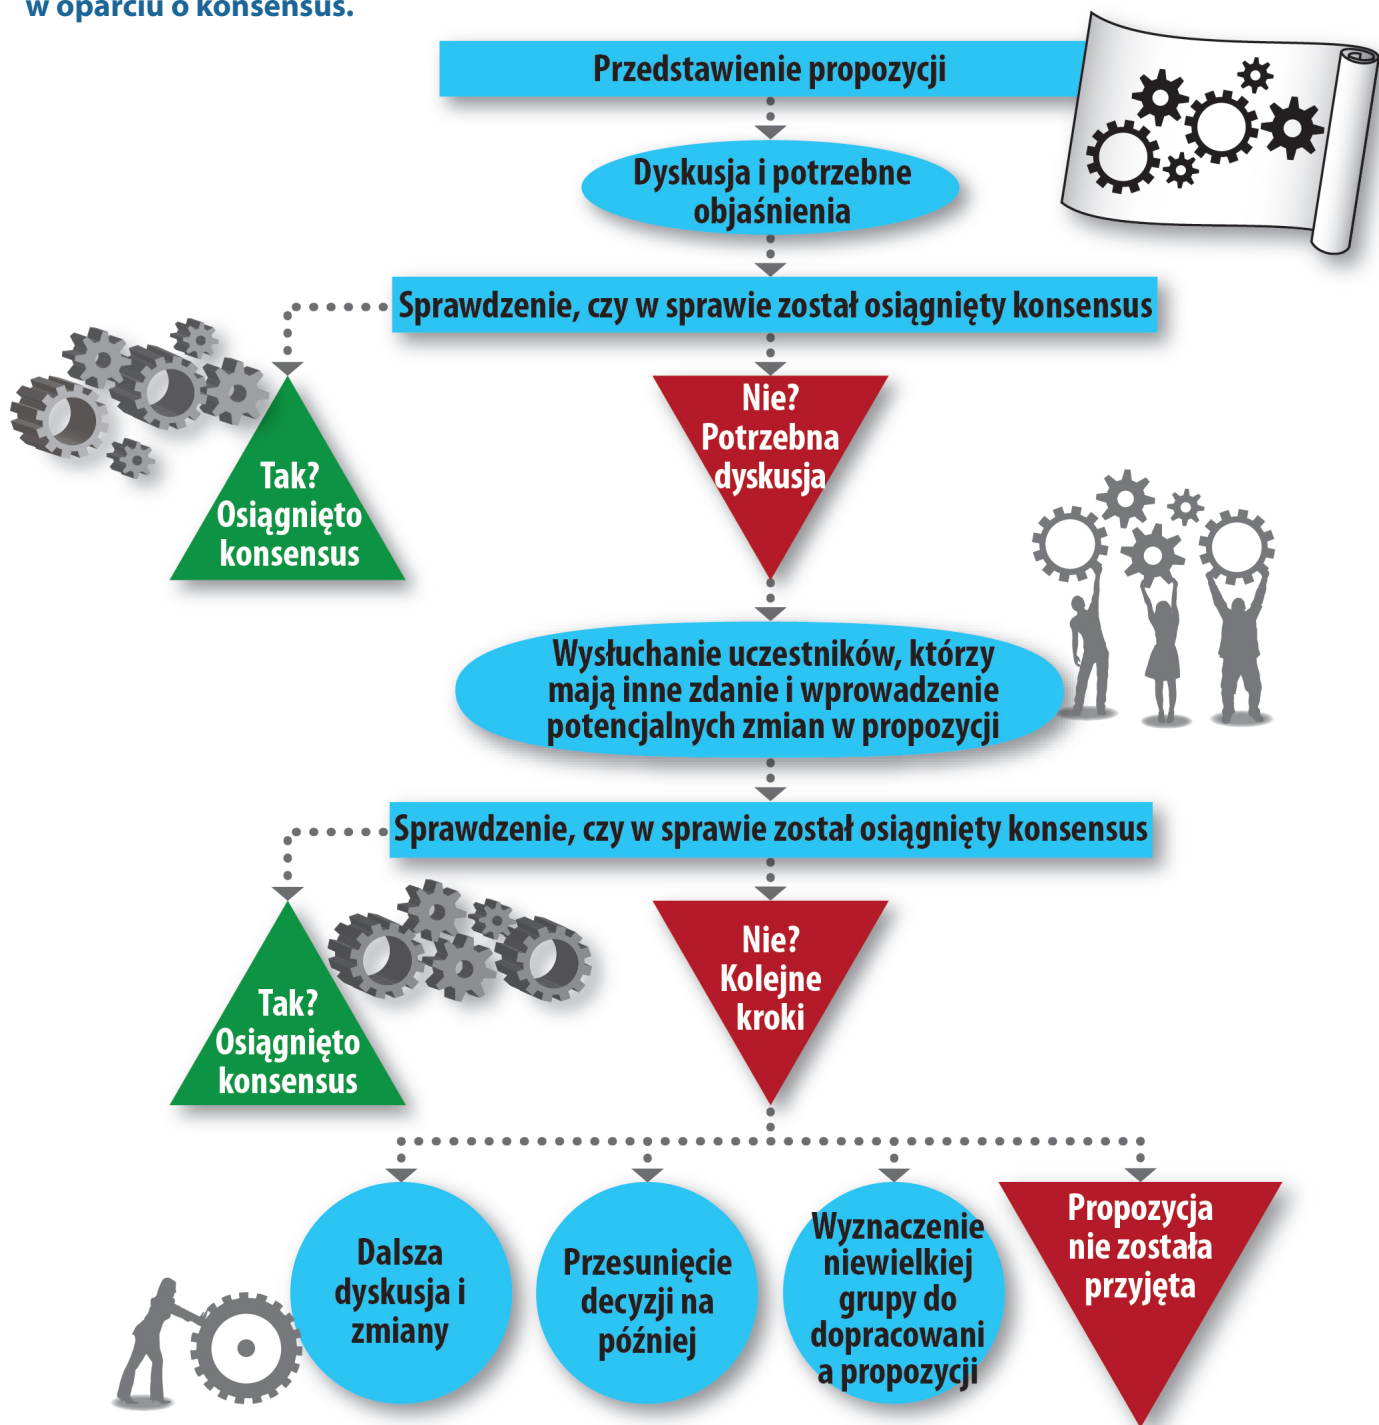 w oparciu o konsensus.
Przedstawienie propozycji
Dyskusja i potrzebne
objaśnienia
Sprawdzenie, czy w sprawie został osiągnięty konsensus
Tak?
Osiągnięto
konsensus
Nie?
Potrzebna
dyskusja
Wysłuchanie uczestników, którzy
mają inne zdanie i wprowadzenie
potencjalnych zmian w propozycji
Sprawdzenie, czy w sprawie został osiągnięty konsensus
Tak?
Osiągnięto
konsensus
Nie?
Kolejne
kroki
Dalsza
dyskusja i
zmiany
Przesunięcie
decyzji na
później
Wyznaczenie
niewielkiej
grupy do
dopracowani
a propozycji
Propozycja
nie została
przyjęta